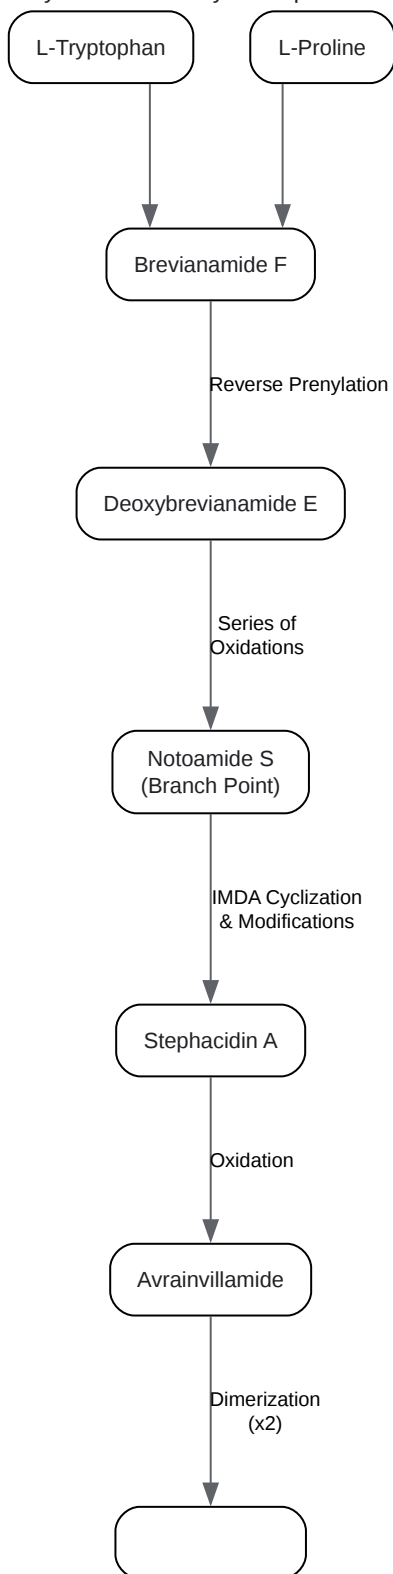 L-Tryptophan
L-Proline
Brevianamide F
Reverse Prenylation
Deoxybrevianamide E
Series of
Oxidations
Notoamide S
(Branch Point)
IMDA Cyclization
& Modifications
Stephacidin A
Oxidation
Avrainvillamide
Dimerization
(x2)